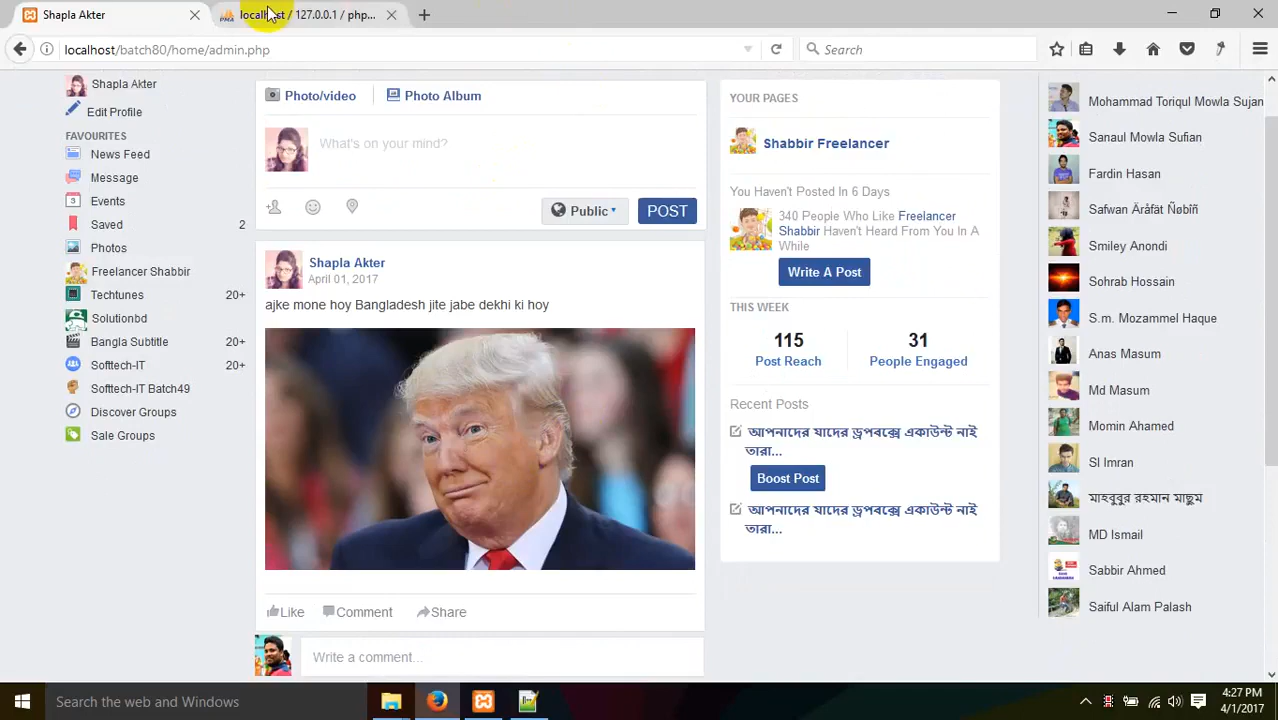 Shapla Akter
localhost / 127.0.0.1 / php...
localhost/batch80/home/admin.php
Search
Shapla Akter
Edit Profile
FAVOURITES
News Feed
Message
Events
Saved 2
Photos
Freelancer Shabbir
Techtunes 20+
Solutionbd
Bangla Subtitle 20+
Softtech-IT 20+
Softtech-IT Batch49
Discover Groups
Sale Groups
Photo/video
Photo Album
What's on your mind?
Public
POST
Shapla Akter
April 01, 2017
ajke mone hoy Bangladesh jite jabe dekhi ki hoy
Like Comment Share
Write a comment...
YOUR PAGES
Shabbir Freelancer
You Haven't Posted In 6 Days
340 People Who Like Freelancer
Shabbir Haven't Heard From You In A
While
Write A Post
THIS WEEK
115 31
Post Reach People Engaged
Recent Posts
আপনাদের যাদের ড্রপবক্সে একাউন্ট নাই
তারা...
Boost Post
আপনাদের যাদের ড্রপবক্সে একাউন্ট নাই
তারা...
Mohammad Toriqul Mowla Sujan
Sanaul Mowla Sufian
Fardin Hasan
Safwan Äråfät Ñøbîñ
Smiley Anondi
Sohrab Hossain
S.m. Mozammel Haque
Anas Masum
Md Masum
Momin Ahamed
SI Imran
মাহবুবুর রহমান মাছুম
MD Ismail
Sabbir Ahmed
Saiful Alam Palash
Search the web and Windows
4:27 PM
4/1/2017